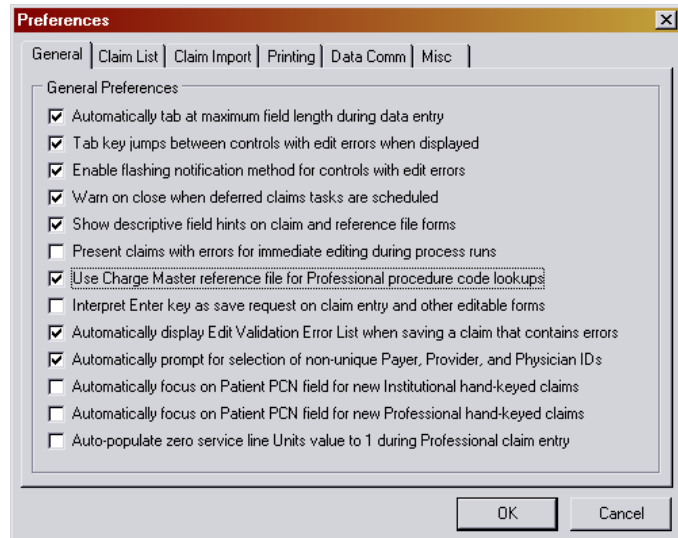 Preferences
General Claim List Claim Import Printing Data Comm Misc
General Preferences
Automatically tab at maximum field length during data entry
Tab key jumps between controls with edit errors when displayed
Enable flashing notification method for controls with edit errors
Warn on close when deferred claims tasks are scheduled
Show descriptive field hints on claim and reference file forms
Present claims with errors for immediate editing during process runs
Use Charge Master reference file for Professional procedure code lookups
Interpret Enter key as save request on claim entry and other editable forms
Automatically display Edit Validation Error List when saving a claim that contains errors
Automatically prompt for selection of non-unique Payer, Provider, and Physician IDs
Automatically focus on Patient PCN field for new Institutional hand-keyed claims
Automatically focus on Patient PCN field for new Professional hand-keyed claims
Auto-populate zero service line Units value to 1 during Professional claim entry
OK Cancel